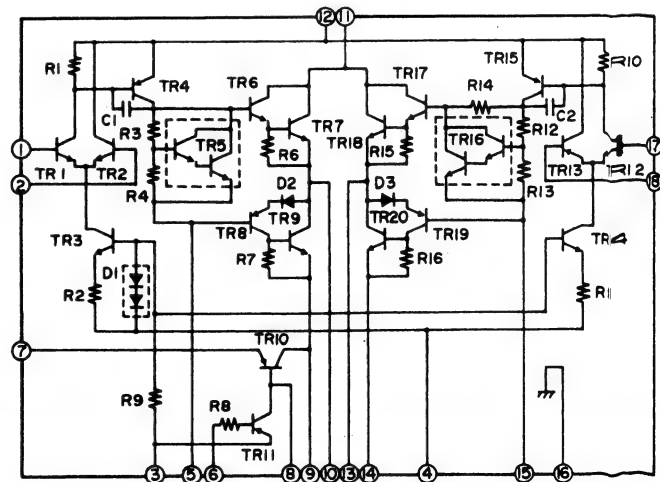 12 11
R1 TR4 TR15 R10
TR6 TR17 R14
C1 C2
R3 TR5 TR7 TR18 TR16 R12
1 R6 R15 17
TR1 TR2 TR13 TR12
2 R4 D2 D3 R13 18
TR9 TR20
TR8 TR19
TR3 TR14
D1 R7 R16
R2 R1
7 TR10
R9 R8
TR11
3 5 6 8 9 10 13 14 4 15 16